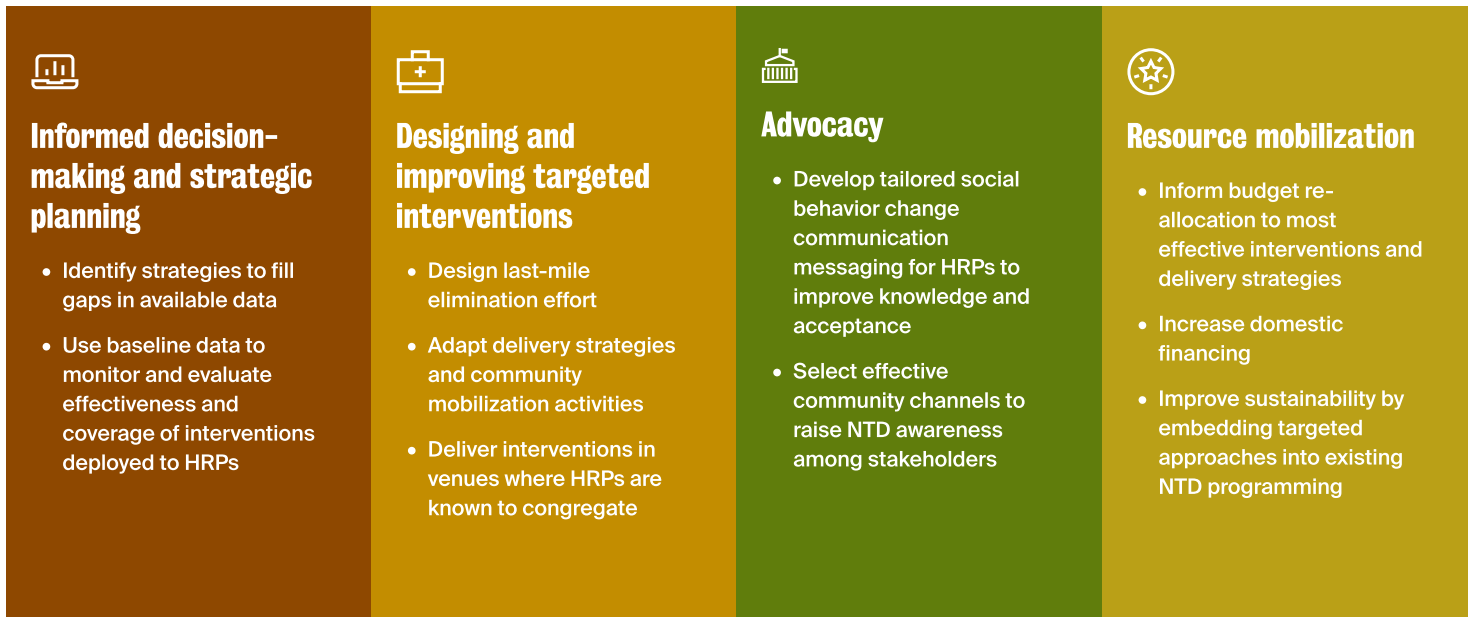 Informed decision-
making and strategic
planning
• Identify strategies to fill
gaps in available data
• Use baseline data to
monitor and evaluate
effectiveness and
coverage of interventions
deployed to HRPs
Designing and
improving targeted
interventions
• Design last-mile
elimination effort
• Adapt delivery strategies
and community
mobilization activities
• Deliver interventions in
venues where HRPs are
known to congregate
Advocacy
• Develop tailored social
behavior change
communication
messaging for HRPs to
improve knowledge and
acceptance
• Select effective
community channels to
raise NTD awareness
among stakeholders
Resource mobilization
• Inform budget re-
allocation to most
effective interventions and
delivery strategies
• Increase domestic
financing
• Improve sustainability by
embedding targeted
approaches into existing
NTD programming